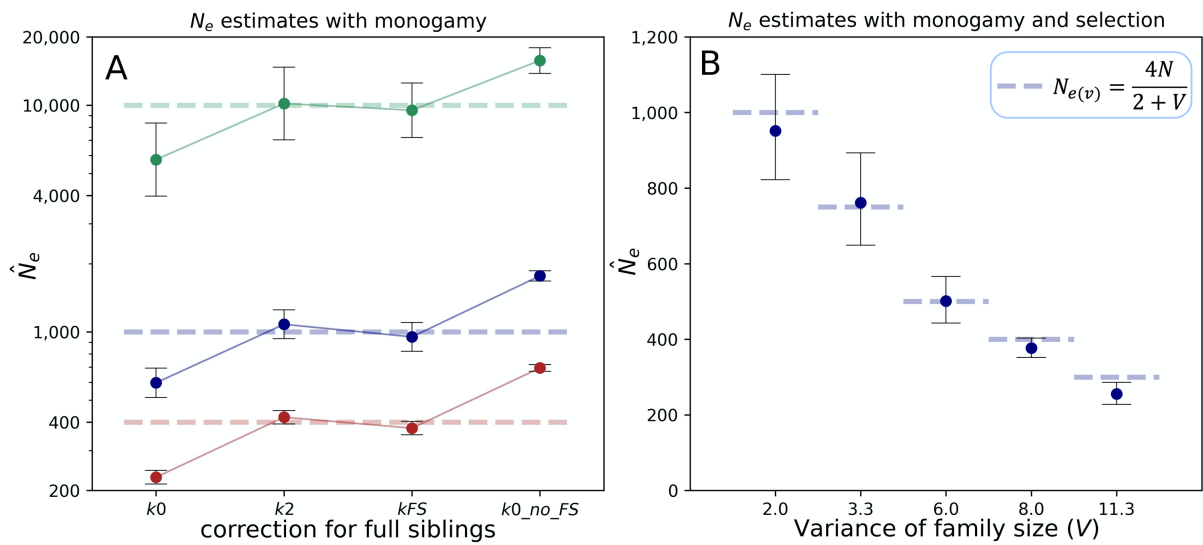 Nₑ estimates with monogamy
A
20,000
10,000
4,000
1,000
400
200
N̂ₑ
k0 k2 kFS k0_no_FS
correction for full siblings
Nₑ estimates with monogamy and selection
B
Nₑ₍ᵥ₎ = 4N / 2 + V
1,200
1,000
800
600
400
200
0
N̂ₑ
2.0 3.3 6.0 8.0 11.3
Variance of family size (V)